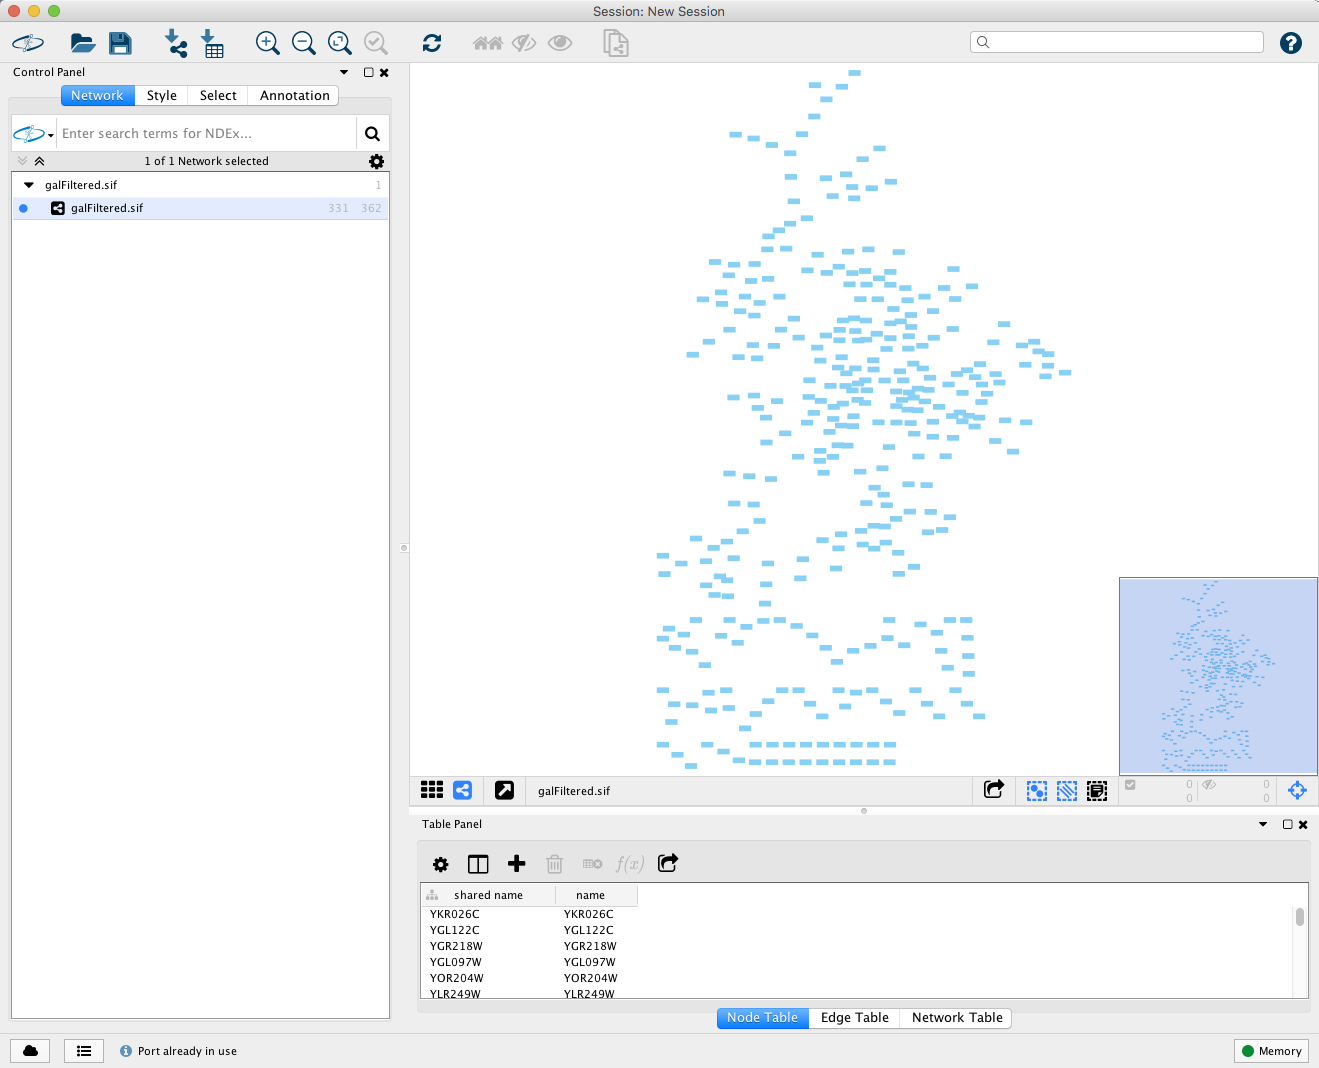 Session: New Session
Control Panel
Network Style Select Annotation
Enter search terms for NDEx...
1 of 1 Network selected
galFiltered.sif 1
galFiltered.sif 331 362
galFiltered.sif
0 0
0 0
Table Panel
f(x)
shared name name
YKR026C YKR026C
YGL122C YGL122C
YGR218W YGR218W
YGL097W YGL097W
YOR204W YOR204W
YLR249W YLR249W
Node Table Edge Table Network Table
Port already in use
Memory